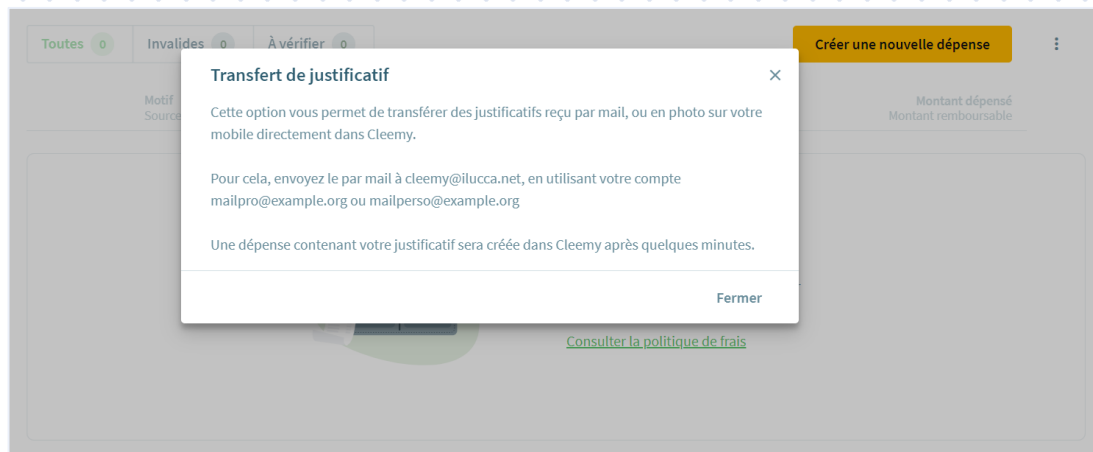 Toutes 0 Invalides 0 À vérifier 0
Créer une nouvelle dépense
Motif
Source
Montant dépensé
Montant remboursable
Transfert de justificatif
Cette option vous permet de transférer des justificatifs reçu par mail, ou en photo sur votre
mobile directement dans Cleemy.
Pour cela, envoyez le par mail à cleemy@ilucca.net, en utilisant votre compte
mailpro@example.org ou mailperso@example.org
Une dépense contenant votre justificatif sera créée dans Cleemy après quelques minutes.
Fermer
Consulter la politique de frais